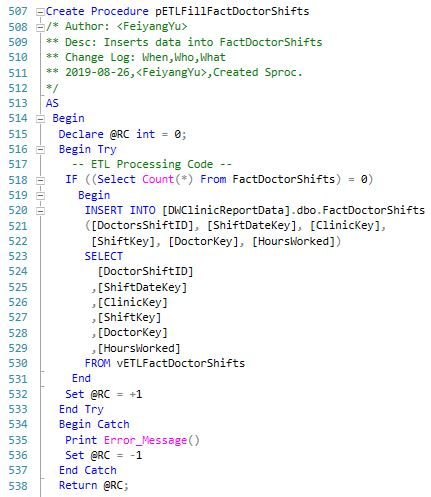 507 Create Procedure pETLFillFactDoctorShifts
508 /* Author: <FeiyangYu>
509 ** Desc: Inserts data into FactDoctorShifts
510 ** Change Log: When,Who,What
511 ** 2019-08-26,<FeiyangYu>,Created Sproc.
512 */
513 AS
514 Begin
515 Declare @RC int = 0;
516 Begin Try
517 -- ETL Processing Code --
518 IF ((Select Count(*) From FactDoctorShifts) = 0)
519 Begin
520 INSERT INTO [DWClinicReportData].dbo.FactDoctorShifts
521 ([DoctorsShiftID], [ShiftDateKey], [ClinicKey],
522 [ShiftKey], [DoctorKey], [HoursWorked])
523 SELECT
524 [DoctorShiftID]
525 ,[ShiftDateKey]
526 ,[ClinicKey]
527 ,[ShiftKey]
528 ,[DoctorKey]
529 ,[HoursWorked]
530 FROM vETLFactDoctorShifts
531 End
532 Set @RC = +1
533 End Try
534 Begin Catch
535 Print Error_Message()
536 Set @RC = -1
537 End Catch
538 Return @RC;